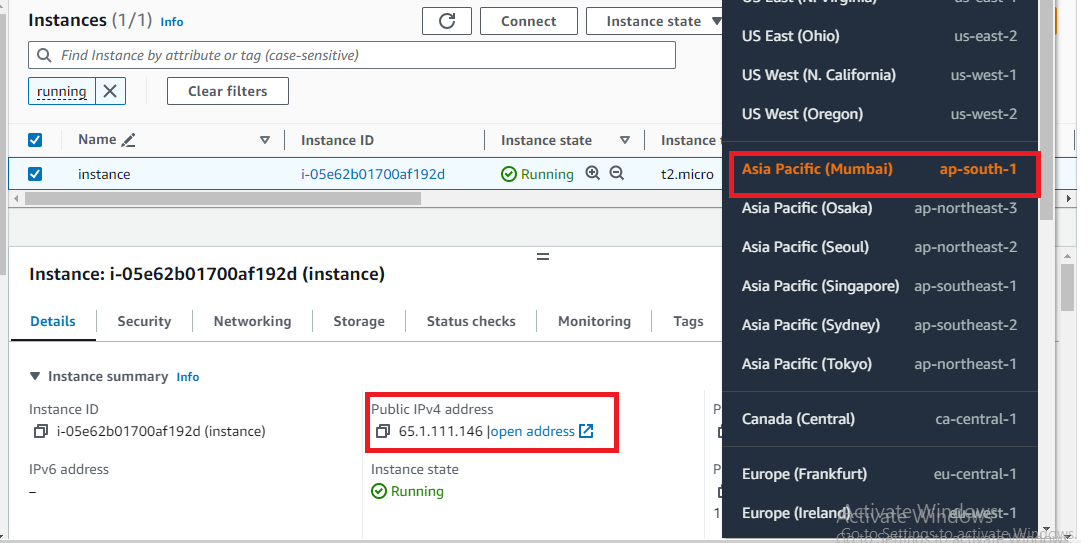 Instances (1/1) Info
Connect
Instance state
Find Instance by attribute or tag (case-sensitive)
running
Clear filters
Name
Instance ID
Instance state
Instance
instance
i-05e62b01700af192d
Running
t2.micro
Instance: i-05e62b01700af192d (instance)
Details
Security
Networking
Storage
Status checks
Monitoring
Tags
Instance summary Info
Instance ID
i-05e62b01700af192d (instance)
Public IPv4 address
65.1.111.146 |open address
IPv6 address
–
Instance state
Running
US East (N. Virginia) us-east-1
US East (Ohio) us-east-2
US West (N. California) us-west-1
US West (Oregon) us-west-2
Asia Pacific (Mumbai) ap-south-1
Asia Pacific (Osaka) ap-northeast-3
Asia Pacific (Seoul) ap-northeast-2
Asia Pacific (Singapore) ap-southeast-1
Asia Pacific (Sydney) ap-southeast-2
Asia Pacific (Tokyo) ap-northeast-1
Canada (Central) ca-central-1
Europe (Frankfurt) eu-central-1
Europe (Ireland) eu-west-1
Activate Windows
Go to Settings to activate Windows.